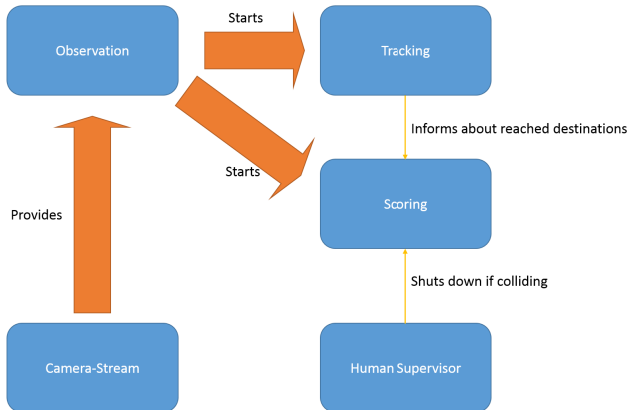 Starts
Observation
Tracking
Informs about reached destinations
Starts
Scoring
Provides
Shuts down if colliding
Camera-Stream
Human Supervisor